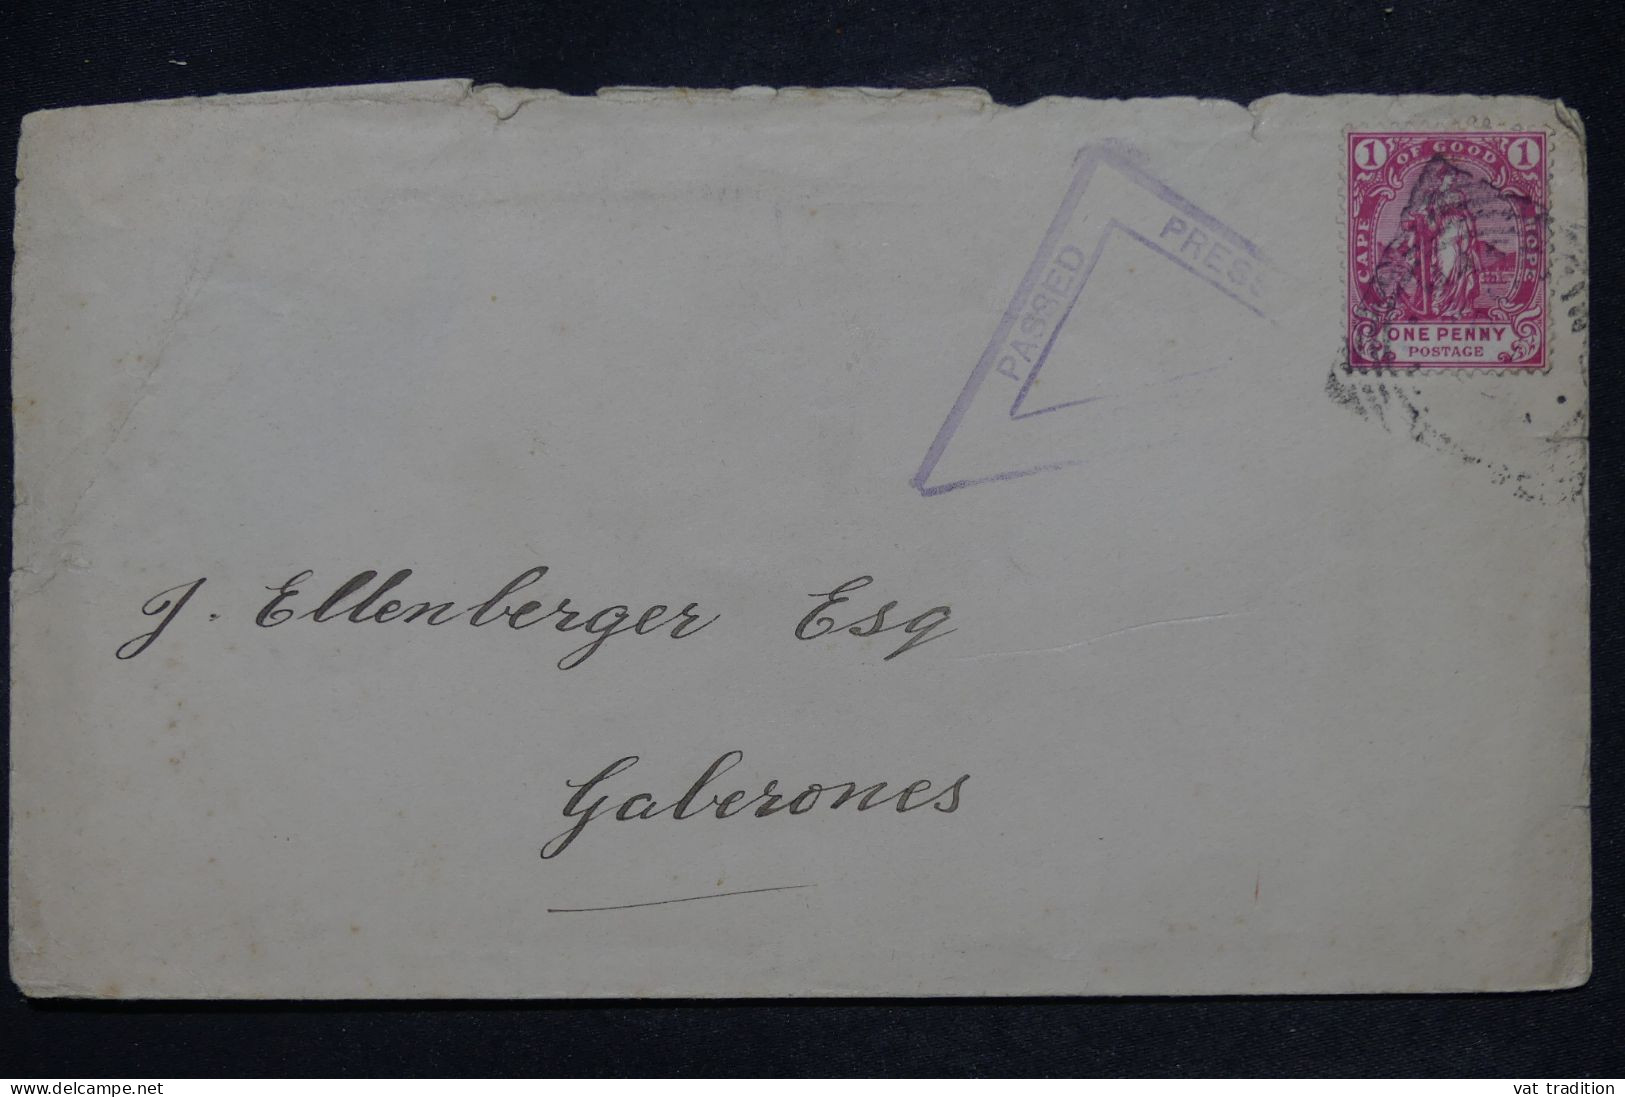 PASSED
PRESS
1 OF GOOD 1
CAPE
HOPE
ONE PENNY
POSTAGE
J. Ellenberger Esq
Gaberones
www.delcampe.net
vat tradition